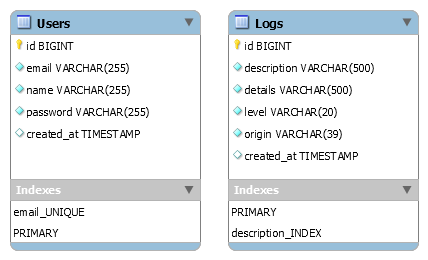 Users
id BIGINT
email VARCHAR(255)
name VARCHAR(255)
password VARCHAR(255)
created_at TIMESTAMP
Indexes
email_UNIQUE
PRIMARY
Logs
id BIGINT
description VARCHAR(500)
details VARCHAR(500)
level VARCHAR(20)
origin VARCHAR(39)
created_at TIMESTAMP
Indexes
PRIMARY
description_INDEX